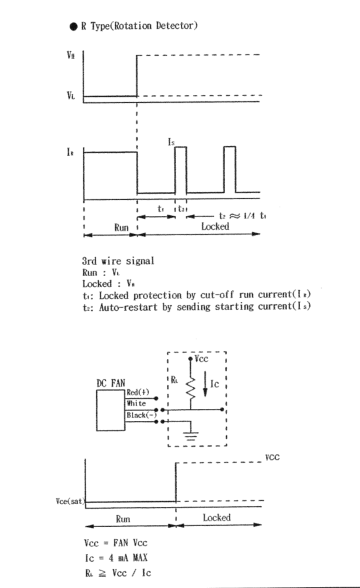 ● R Type(Rotation Detector)
VH
VL
IR
IS
t1 t2
t2 ≈ 1/4 t1
Run Locked
3rd wire signal
Run : VL
Locked : VH
t1: Locked protection by cut-off run current(IR)
t2: Auto-restart by sending starting current(IS)
Vcc
DC FAN
RL
Ic
Red(+)
White
Black(-)
VCC
Vce(sat)
Run Locked
Vcc = FAN Vcc
Ic = 4 mA MAX
RL ≧ Vcc / Ic